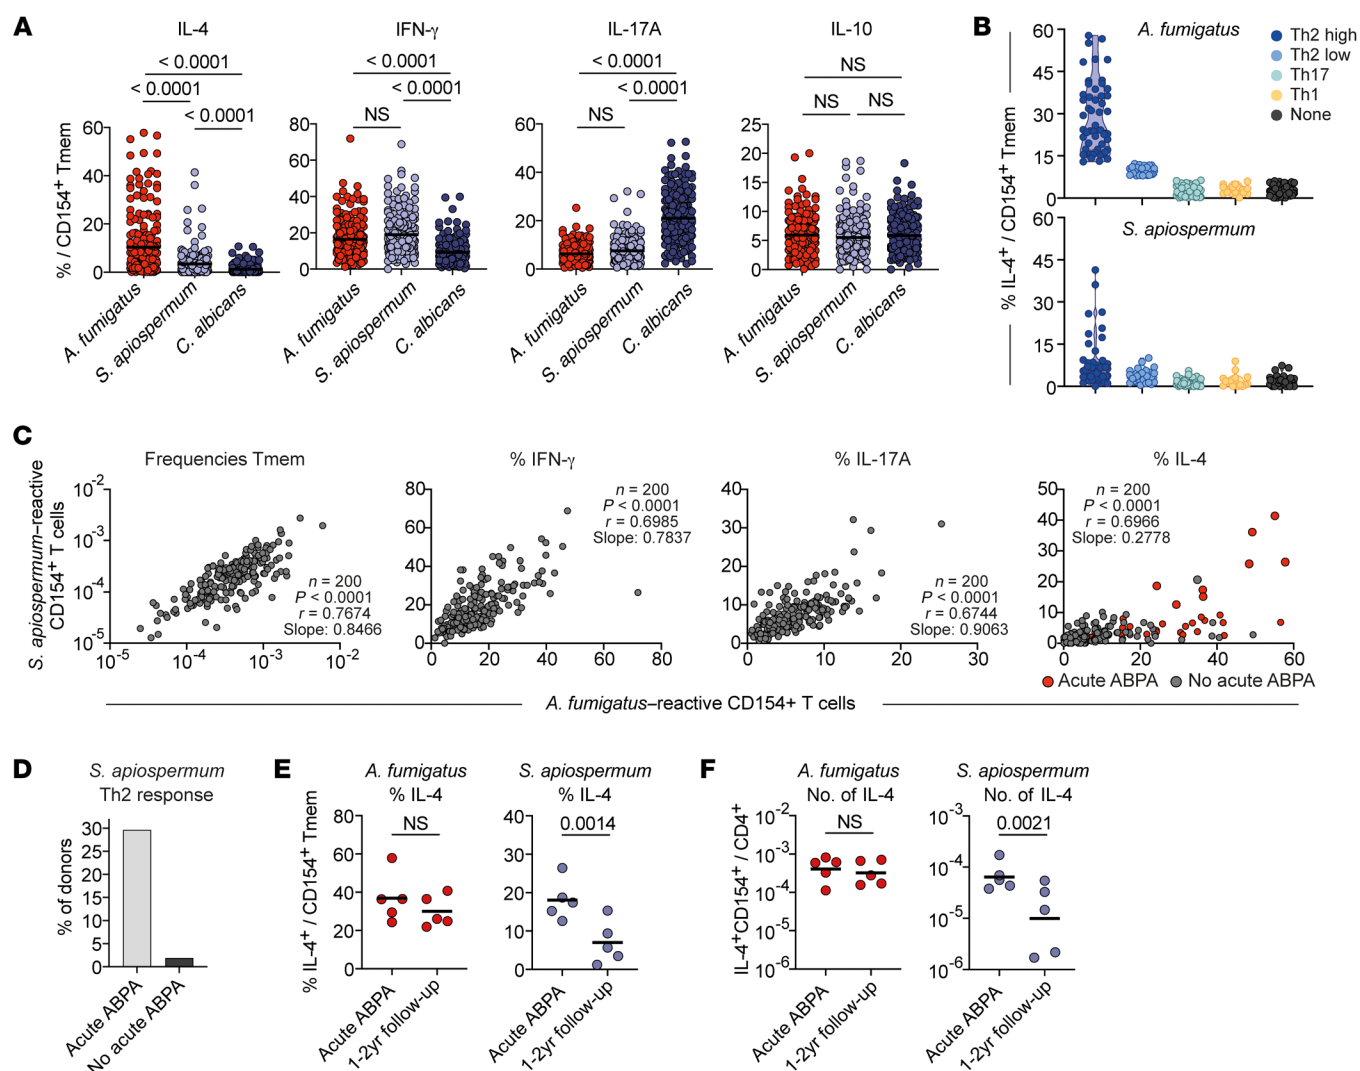 A
IL-4
IFN-γ
IL-17A
IL-10
< 0.0001
< 0.0001
< 0.0001
< 0.0001
< 0.0001
NS
< 0.0001
< 0.0001
NS
NS
NS
NS
% / CD154⁺ Tmem
60
40
20
0
80
60
40
20
0
60
40
20
0
25
20
15
10
5
0
A. fumigatus
S. apiospermum
C. albicans
A. fumigatus
S. apiospermum
C. albicans
A. fumigatus
S. apiospermum
C. albicans
A. fumigatus
S. apiospermum
C. albicans
B
A. fumigatus
Th2 high
Th2 low
Th17
Th1
None
% IL-4⁺ / CD154⁺ Tmem
60
45
30
15
0
S. apiospermum
60
45
30
15
0
C
S. apiospermum–reactive
CD154⁺ T cells
Frequencies Tmem
10⁻²
10⁻³
10⁻⁴
10⁻⁵
n = 200
P < 0.0001
r = 0.7674
Slope: 0.8466
10⁻⁵
10⁻⁴
10⁻³
10⁻²
% IFN-γ
80
60
40
20
0
n = 200
P < 0.0001
r = 0.6985
Slope: 0.7837
0
20
40
60
80
% IL-17A
40
30
20
10
0
n = 200
P < 0.0001
r = 0.6744
Slope: 0.9063
0
10
20
30
% IL-4
50
40
30
20
10
0
n = 200
P < 0.0001
r = 0.6966
Slope: 0.2778
0
20
40
60
Acute ABPA
No acute ABPA
A. fumigatus–reactive CD154+ T cells
D
S. apiospermum
Th2 response
% of donors
30
25
20
15
10
5
0
Acute ABPA
No acute ABPA
E
A. fumigatus
% IL-4
% IL-4⁺ / CD154⁺ Tmem
NS
80
60
40
20
0
Acute ABPA
1-2yr follow-up
S. apiospermum
% IL-4
0.0014
40
30
20
10
0
Acute ABPA
1-2yr follow-up
F
A. fumigatus
No. of IL-4
IL-4⁺CD154⁺ / CD4⁺
NS
10⁻²
10⁻³
10⁻⁴
10⁻⁵
10⁻⁶
Acute ABPA
1-2yr follow-up
S. apiospermum
No. of IL-4
0.0021
10⁻³
10⁻⁴
10⁻⁵
10⁻⁶
Acute ABPA
1-2yr follow-up